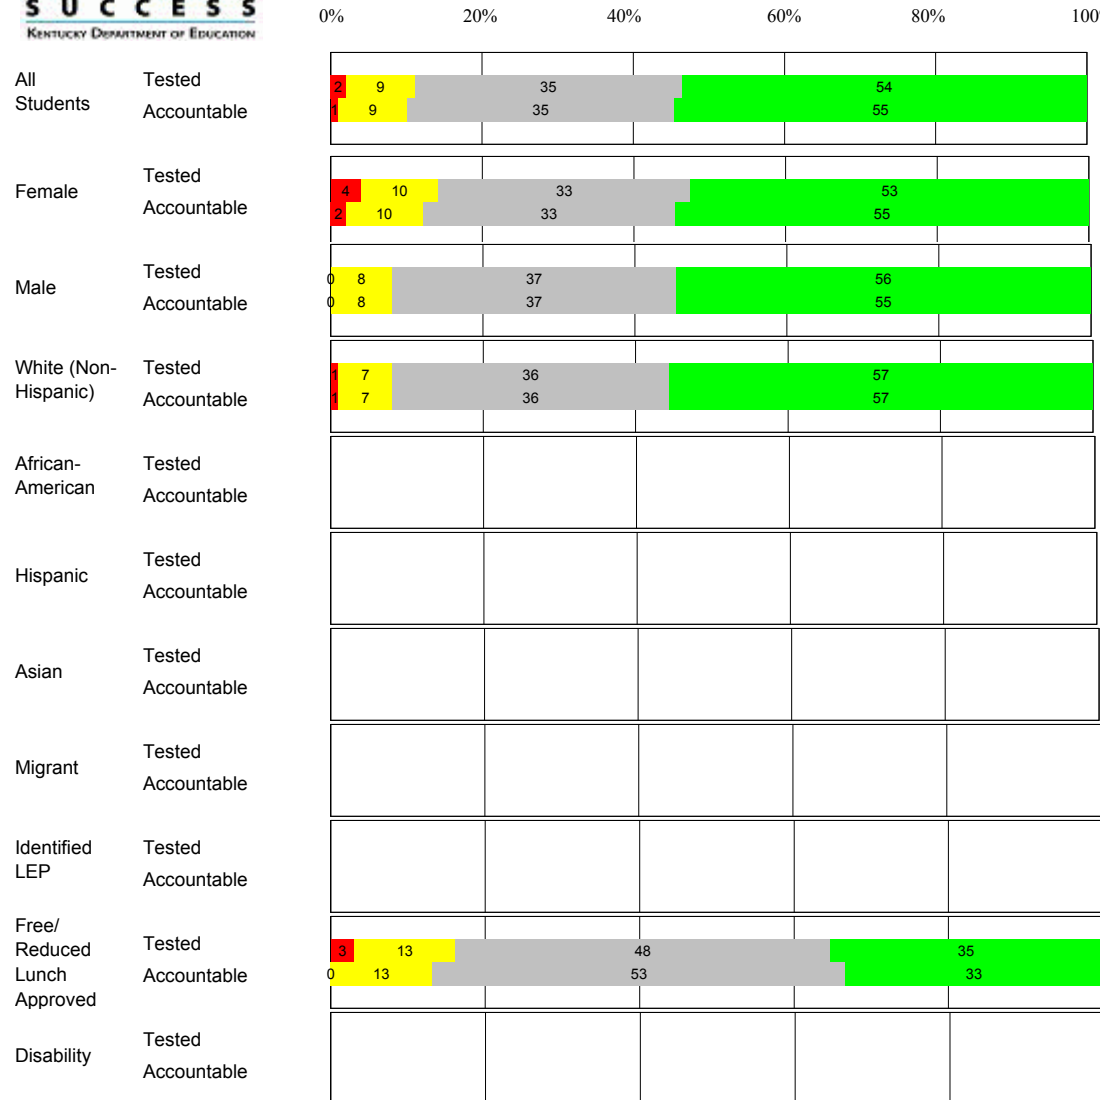 S U C C E S S
KENTUCKY DEPARTMENT OF EDUCATION
0% 20% 40% 60% 80% 100%
All Students
Tested 2 9 35 54
Accountable 1 9 35 55
Female
Tested 4 10 33 53
Accountable 2 10 33 55
Male
Tested 0 8 37 56
Accountable 0 8 37 55
White (Non-
Hispanic)
Tested 1 7 36 57
Accountable 1 7 36 57
African-
American
Tested
Accountable
Hispanic
Tested
Accountable
Asian
Tested
Accountable
Migrant
Tested
Accountable
Identified
LEP
Tested
Accountable
Free/
Reduced
Lunch
Approved
Tested 3 13 48 35
Accountable 0 13 53 33
Disability
Tested
Accountable